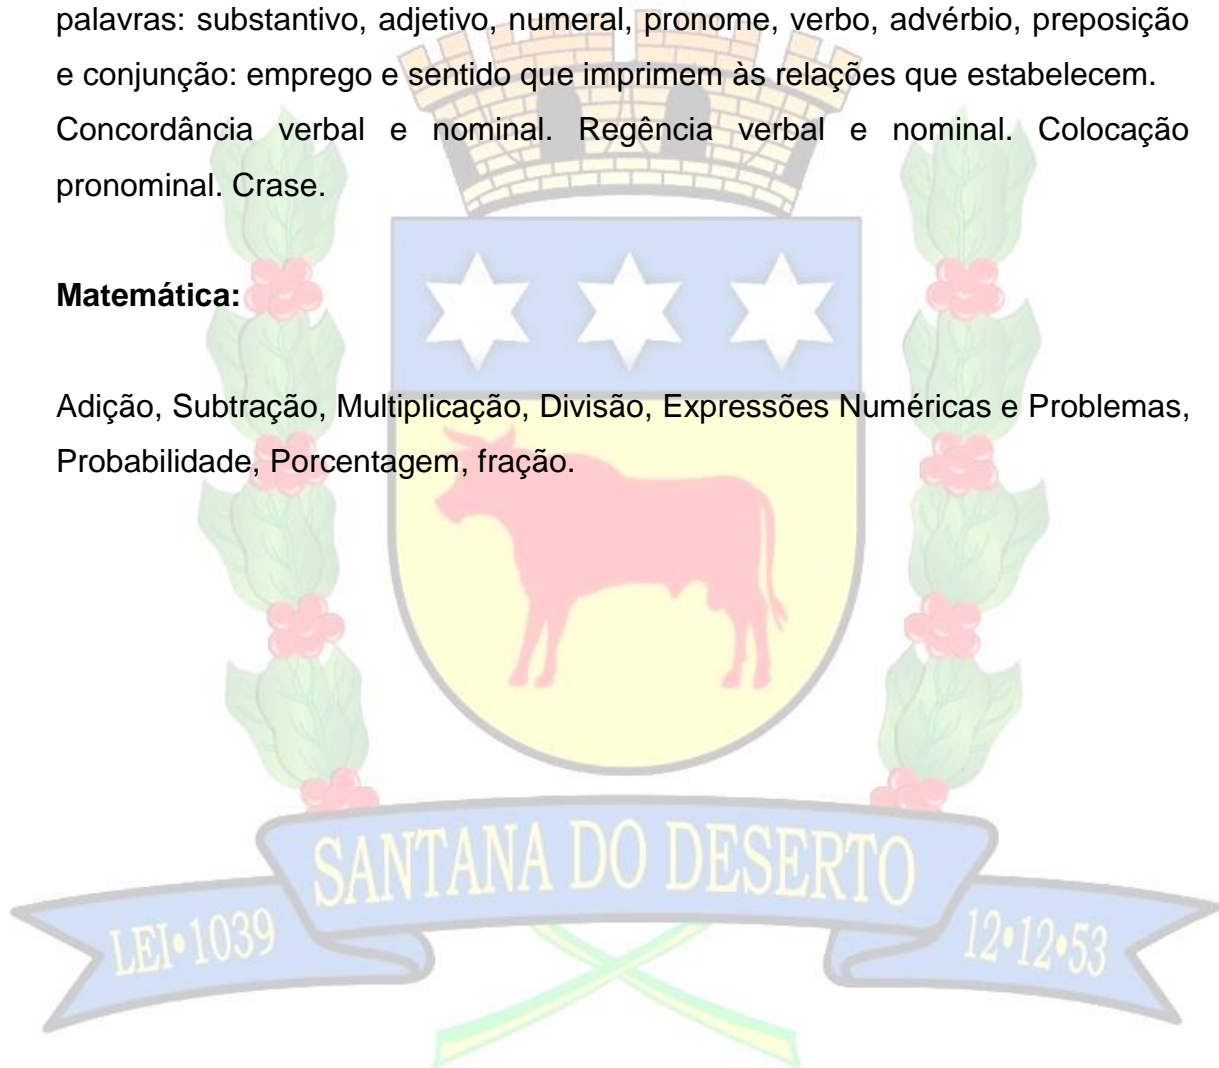 palavras: substantivo, adjetivo, numeral, pronome, verbo, advérbio, preposição
e conjunção: emprego e sentido que imprimem às relações que estabelecem.
Concordância verbal e nominal. Regência verbal e nominal. Colocação
pronominal. Crase.
Matemática:
Adição, Subtração, Multiplicação, Divisão, Expressões Numéricas e Problemas,
Probabilidade, Porcentagem, fração.
SANTANA DO DESERTO
LEI•1039
12•12•53